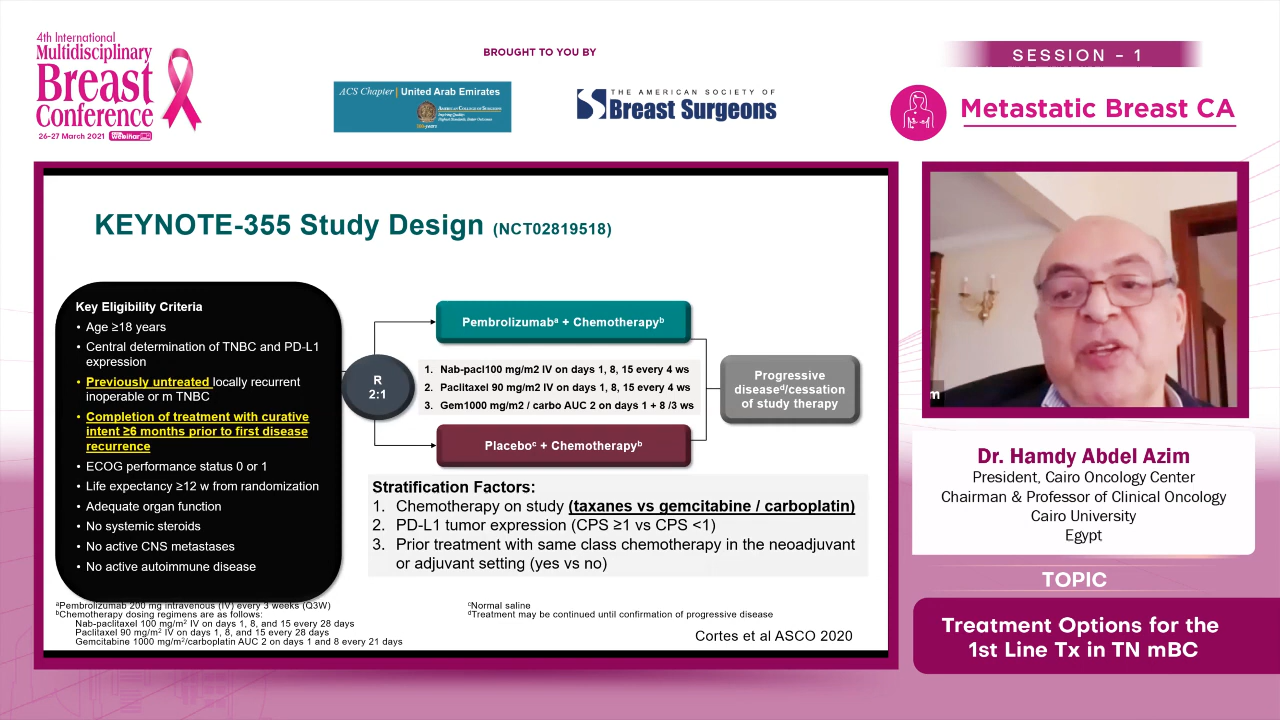 4th International
Multidisciplinary
Breast
Conference
26-27 March 2021 Webinar
BROUGHT TO YOU BY
ACS Chapter | United Arab Emirates
AMERICAN COLLEGE OF SURGEONS
Inspiring Quality:
Highest Standards, Better Outcomes
100+years
THE AMERICAN SOCIETY OF
Breast Surgeons
SESSION - 1
Metastatic Breast CA
KEYNOTE-355 Study Design (NCT02819518)
Key Eligibility Criteria
• Age ≥18 years
• Central determination of TNBC and PD-L1
expression
• Previously untreated locally recurrent
inoperable or m TNBC
• Completion of treatment with curative
intent ≥6 months prior to first disease
recurrence
• ECOG performance status 0 or 1
• Life expectancy ≥12 w from randomization
• Adequate organ function
• No systemic steroids
• No active CNS metastases
• No active autoimmune disease
R
2:1
Pembrolizumabᵃ + Chemotherapyᵇ
1. Nab-pacl100 mg/m2 IV on days 1, 8, 15 every 4 ws
2. Paclitaxel 90 mg/m2 IV on days 1, 8, 15 every 4 ws
3. Gem1000 mg/m2 / carbo AUC 2 on days 1 + 8 /3 ws
Placeboᶜ + Chemotherapyᵇ
Progressive
diseaseᵈ/cessation
of study therapy
Stratification Factors:
1. Chemotherapy on study (taxanes vs gemcitabine / carboplatin)
2. PD-L1 tumor expression (CPS ≥1 vs CPS <1)
3. Prior treatment with same class chemotherapy in the neoadjuvant
or adjuvant setting (yes vs no)
ᵃPembrolizumab 200 mg intravenous (IV) every 3 weeks (Q3W)
ᵇChemotherapy dosing regimens are as follows:
Nab-paclitaxel 100 mg/m² IV on days 1, 8, and 15 every 28 days
Paclitaxel 90 mg/m² IV on days 1, 8, and 15 every 28 days
Gemcitabine 1000 mg/m²/carboplatin AUC 2 on days 1 and 8 every 21 days
ᶜNormal saline
ᵈTreatment may be continued until confirmation of progressive disease
Cortes et al ASCO 2020
m
Dr. Hamdy Abdel Azim
President, Cairo Oncology Center
Chairman & Professor of Clinical Oncology
Cairo University
Egypt
TOPIC
Treatment Options for the
1st Line Tx in TN mBC